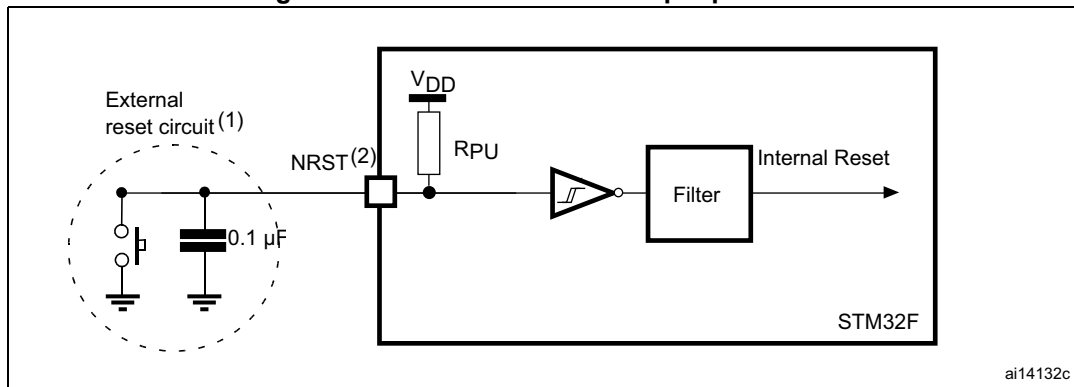 External
reset circuit(1)
VDD
RPU
NRST(2)
Internal Reset
Filter
0.1 µF
STM32F
ai14132c